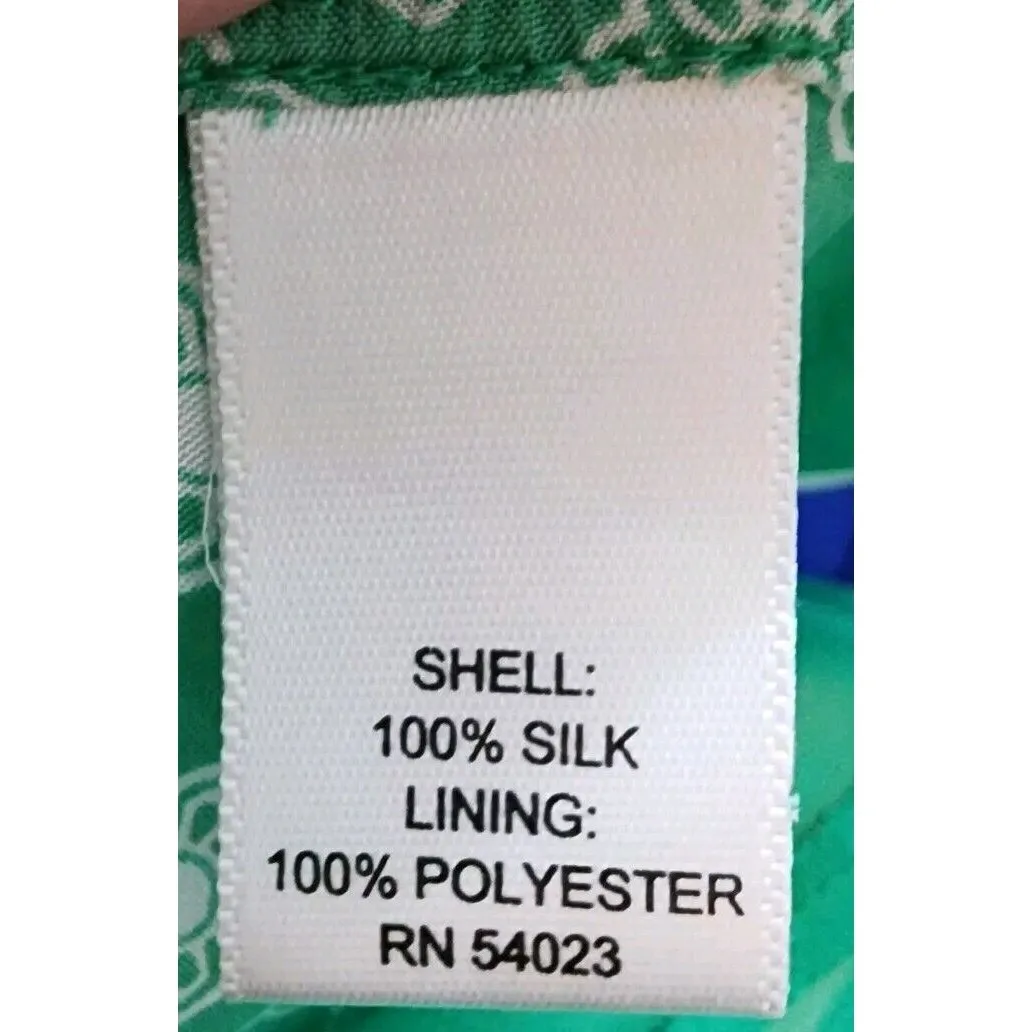 SHELL:
100% SILK
LINING:
100% POLYESTER
RN 54023